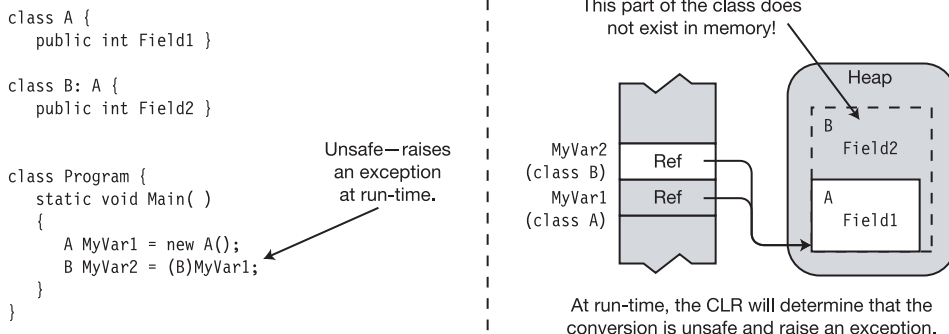 class A {
public int Field1 }
class B: A {
public int Field2 }
class Program {
static void Main( )
{
A MyVar1 = new A();
B MyVar2 = (B)MyVar1;
}
}
Unsafe—raises
an exception
at run-time.
This part of the class does
not exist in memory!
Heap
B
Field2
A
Field1
MyVar2
(class B)
Ref
MyVar1
(class A)
Ref
At run-time, the CLR will determine that the
conversion is unsafe and raise an exception.